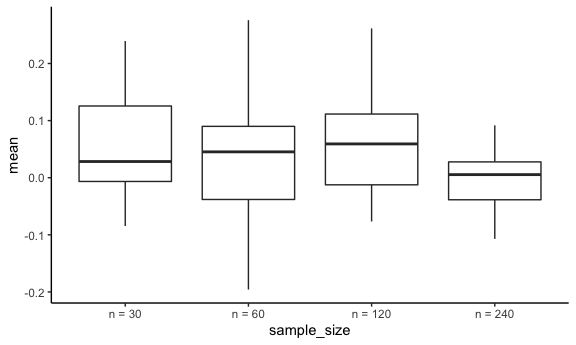 mean
0.2
0.1
0.0
-0.1
-0.2
n = 30
n = 60
n = 120
n = 240
sample_size